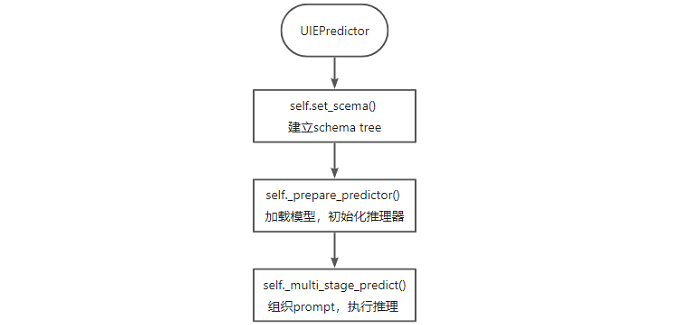 UIEPredictor
self.set_scema()
建立schema tree
self._prepare_predictor()
加载模型，初始化推理器
self._multi_stage_predict()
组织prompt，执行推理